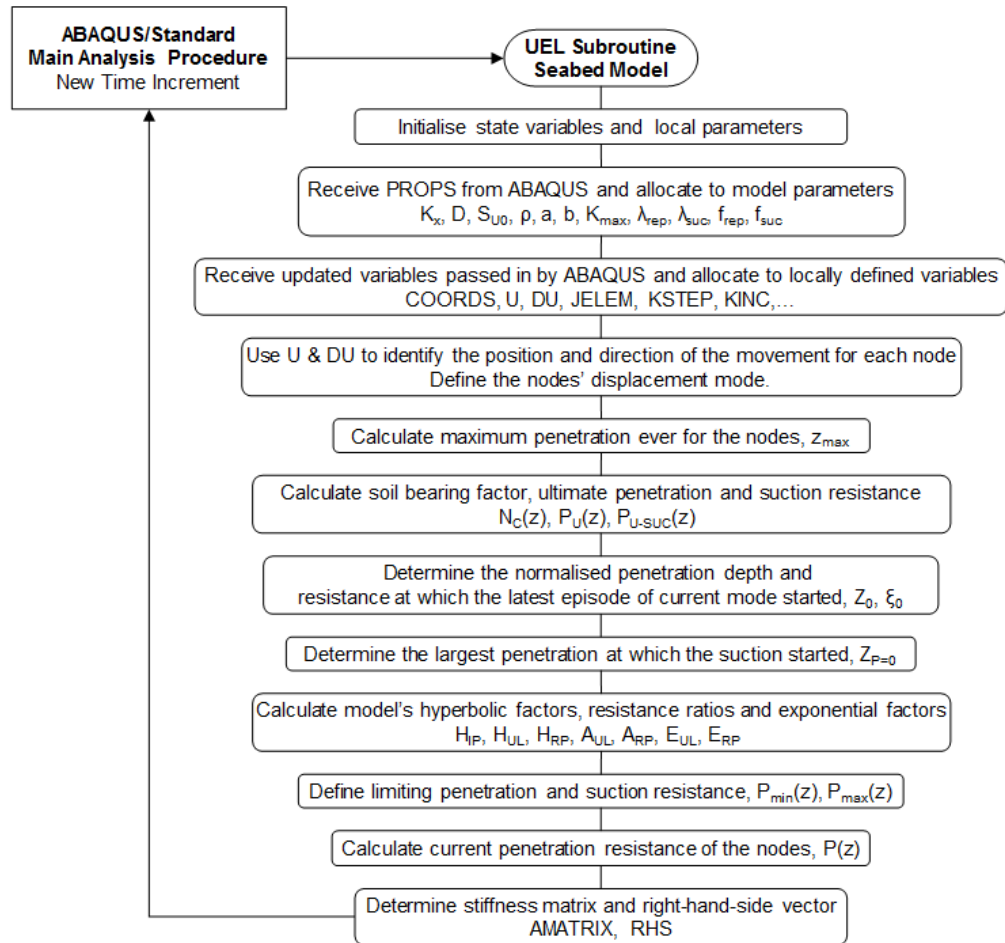 ABAQUS/Standard
Main Analysis Procedure
New Time Increment
UEL Subroutine
Seabed Model
Initialise state variables and local parameters
Receive PROPS from ABAQUS and allocate to model parameters
Kx, D, SU0, ρ, a, b, Kmax, λrep, λsuc, frep, fsuc
Receive updated variables passed in by ABAQUS and allocate to locally defined variables
COORDS, U, DU, JELEM, KSTEP, KINC,...
Use U & DU to identify the position and direction of the movement for each node
Define the nodes' displacement mode.
Calculate maximum penetration ever for the nodes, zmax
Calculate soil bearing factor, ultimate penetration and suction resistance
NC(z), PU(z), PU-SUC(z)
Determine the normalised penetration depth and
resistance at which the latest episode of current mode started, Z0, ξ0
Determine the largest penetration at which the suction started, ZP=0
Calculate model's hyperbolic factors, resistance ratios and exponential factors
HIP, HUL, HRP, AUL, ARP, EUL, ERP
Define limiting penetration and suction resistance, Pmin(z), Pmax(z)
Calculate current penetration resistance of the nodes, P(z)
Determine stiffness matrix and right-hand-side vector
AMATRIX, RHS